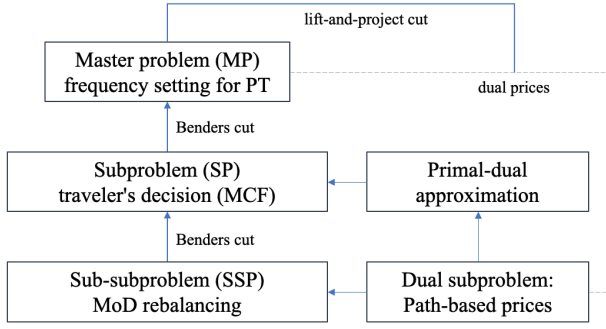 lift-and-project cut
Master problem (MP)
frequency setting for PT
dual prices
Benders cut
Subproblem (SP)
traveler's decision (MCF)
Primal-dual
approximation
Benders cut
Sub-subproblem (SSP)
MoD rebalancing
Dual subproblem:
Path-based prices